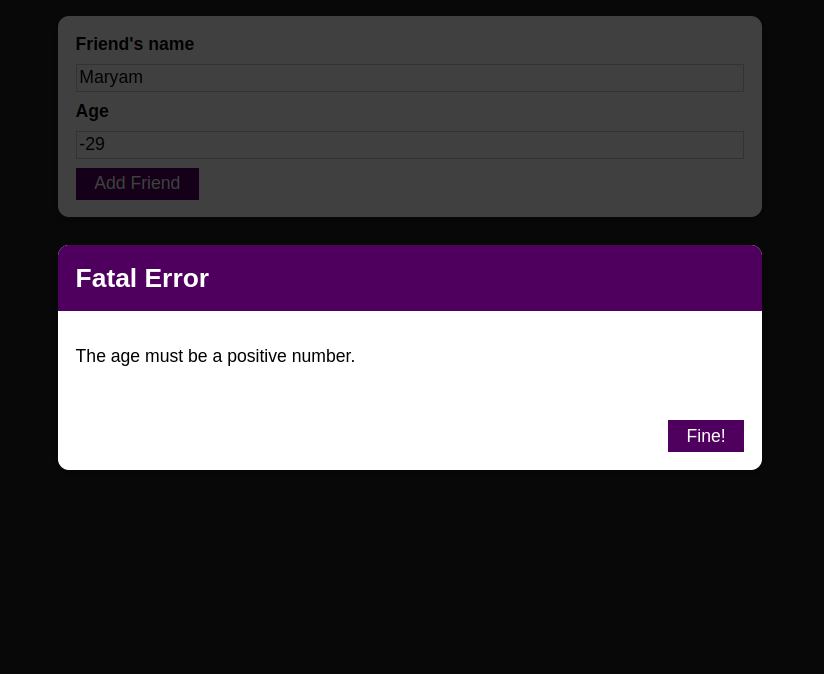 Friend's name
Maryam
Age
-29
Add Friend
Fatal Error
The age must be a positive number.
Fine!